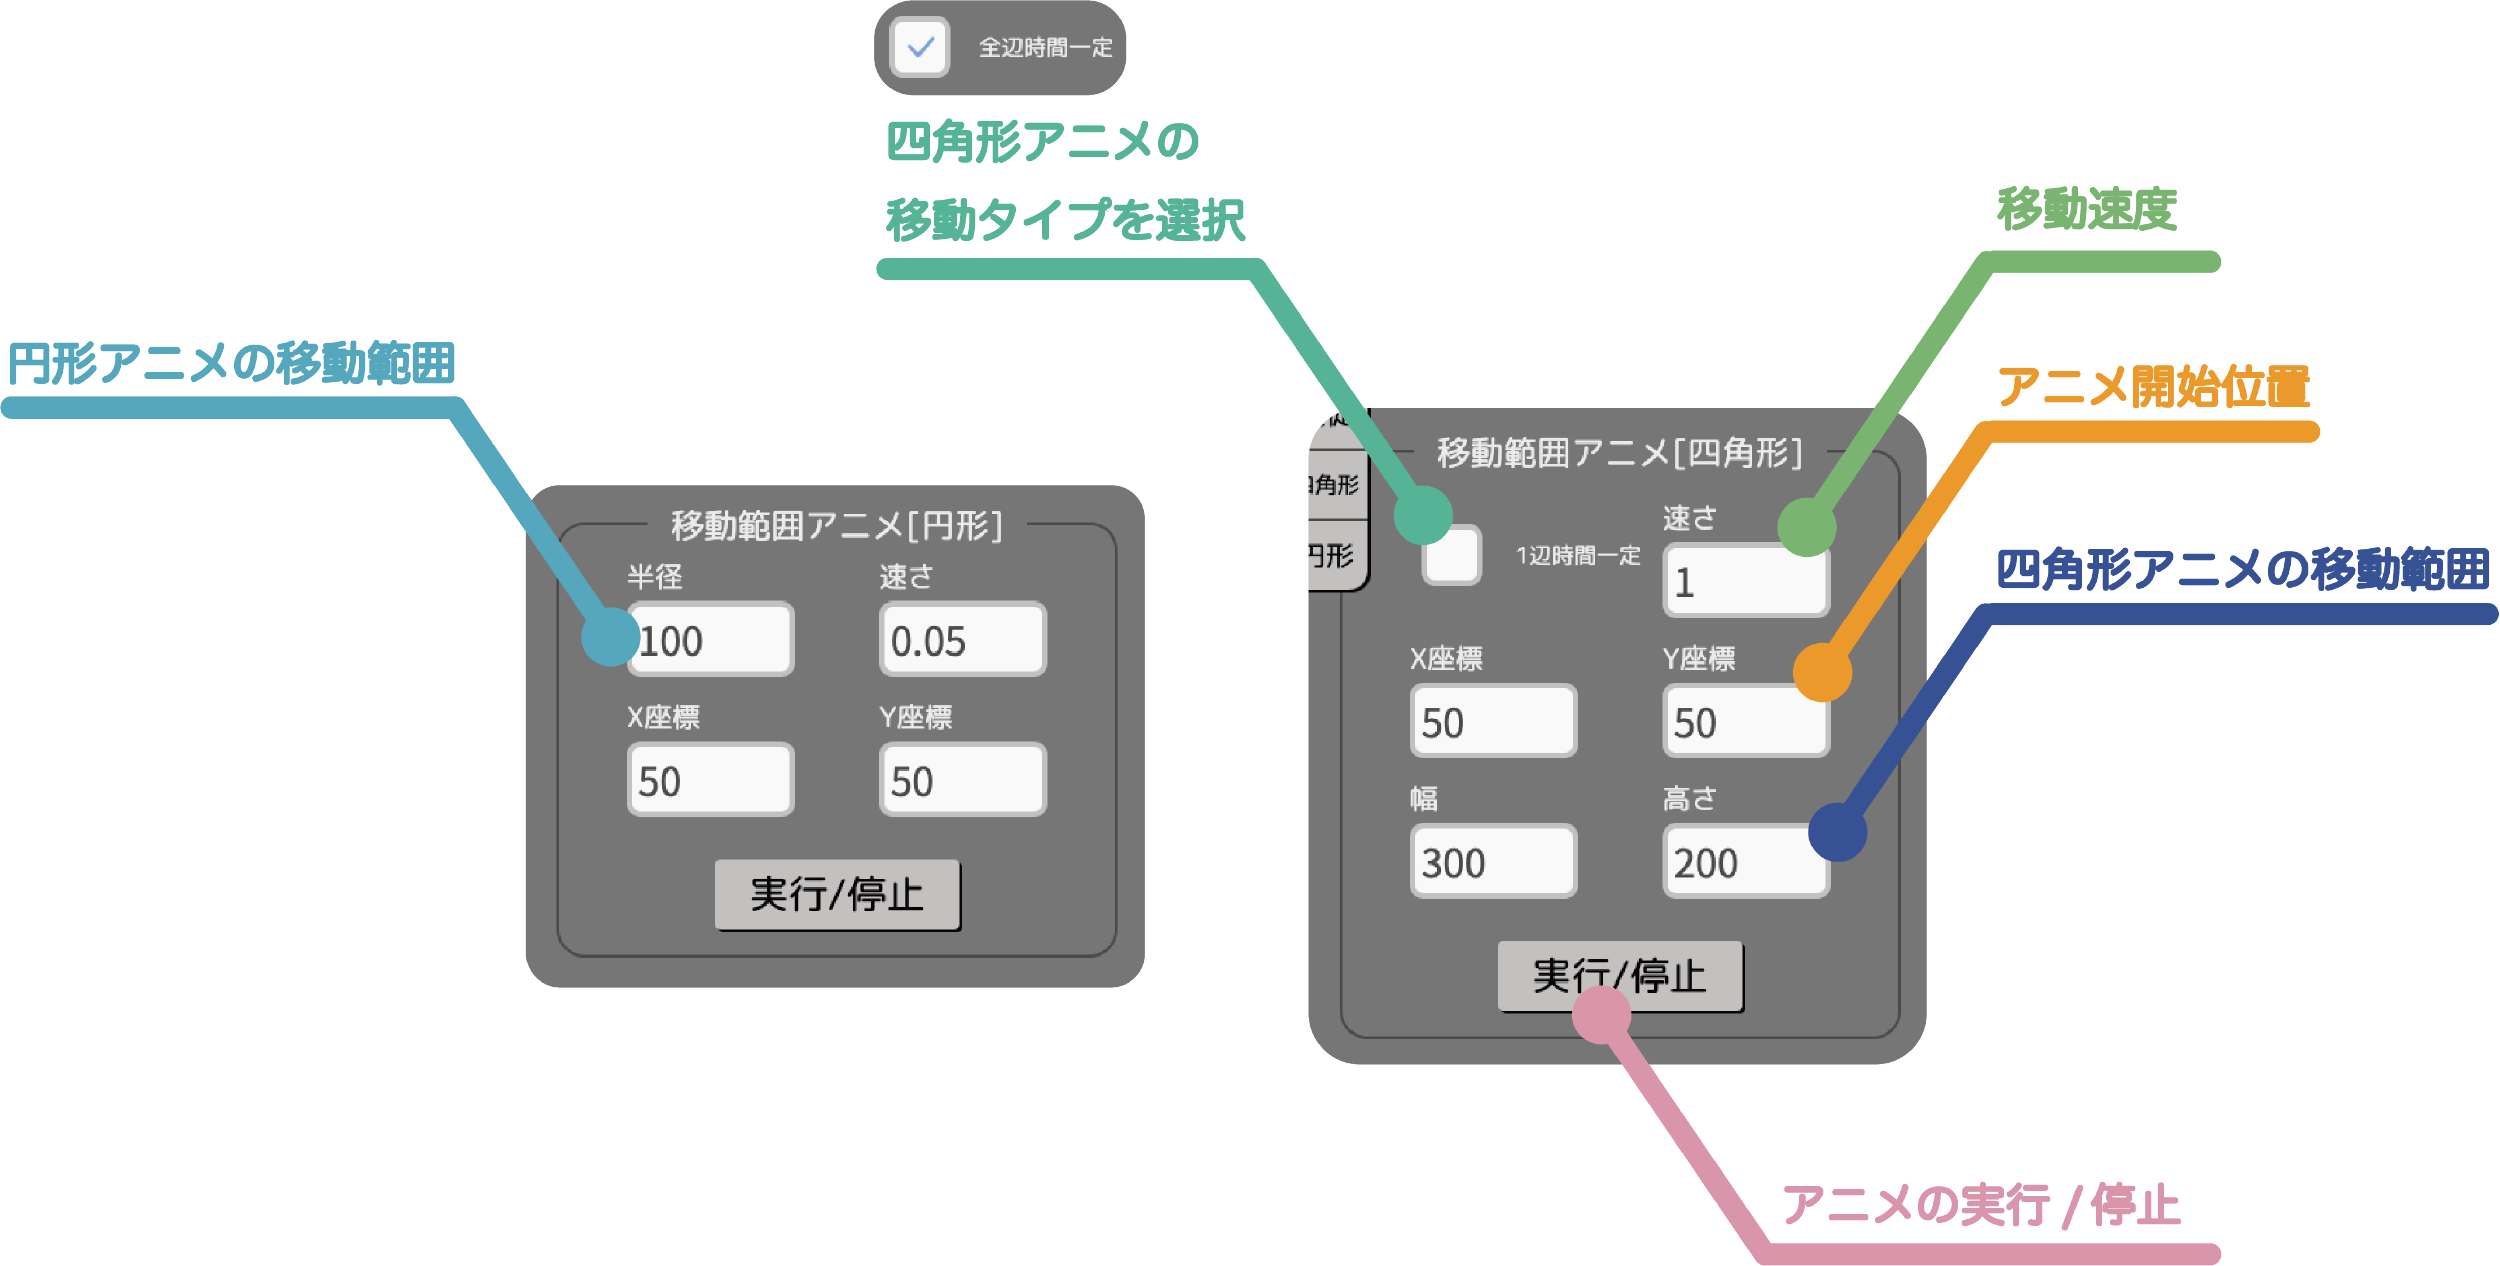 全辺時間一定
四角形アニメの
移動タイプを選択
移動速度
円形アニメの移動範囲
アニメ開始位置
四角形アニメの移動範囲
移動範囲アニメ[円形]
半径
速さ
100
0.05
X座標
Y座標
50
50
実行/停止
角形
円形
移動範囲アニメ[四角形]
1辺時間一定
速さ
1
X座標
Y座標
50
50
幅
高さ
300
200
実行/停止
アニメの実行/停止